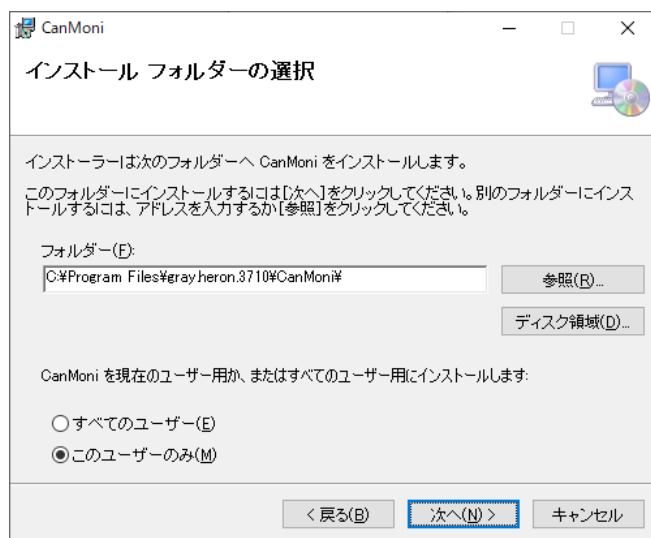 CanMoni
インストール フォルダーの選択
インストーラーは次のフォルダーへ CanMoni をインストールします。
このフォルダーにインストールするには[次へ]をクリックしてください。別のフォルダーにインス
トールするには、アドレスを入力するか[参照]をクリックしてください。
フォルダー(F):
C:¥Program Files¥gray.heron.3710¥CanMoni¥
参照(R)...
ディスク領域(D)...
CanMoni を現在のユーザー用か、またはすべてのユーザー用にインストールします:
すべてのユーザー(E)
このユーザーのみ(M)
< 戻る(B)
次へ(N) >
キャンセル